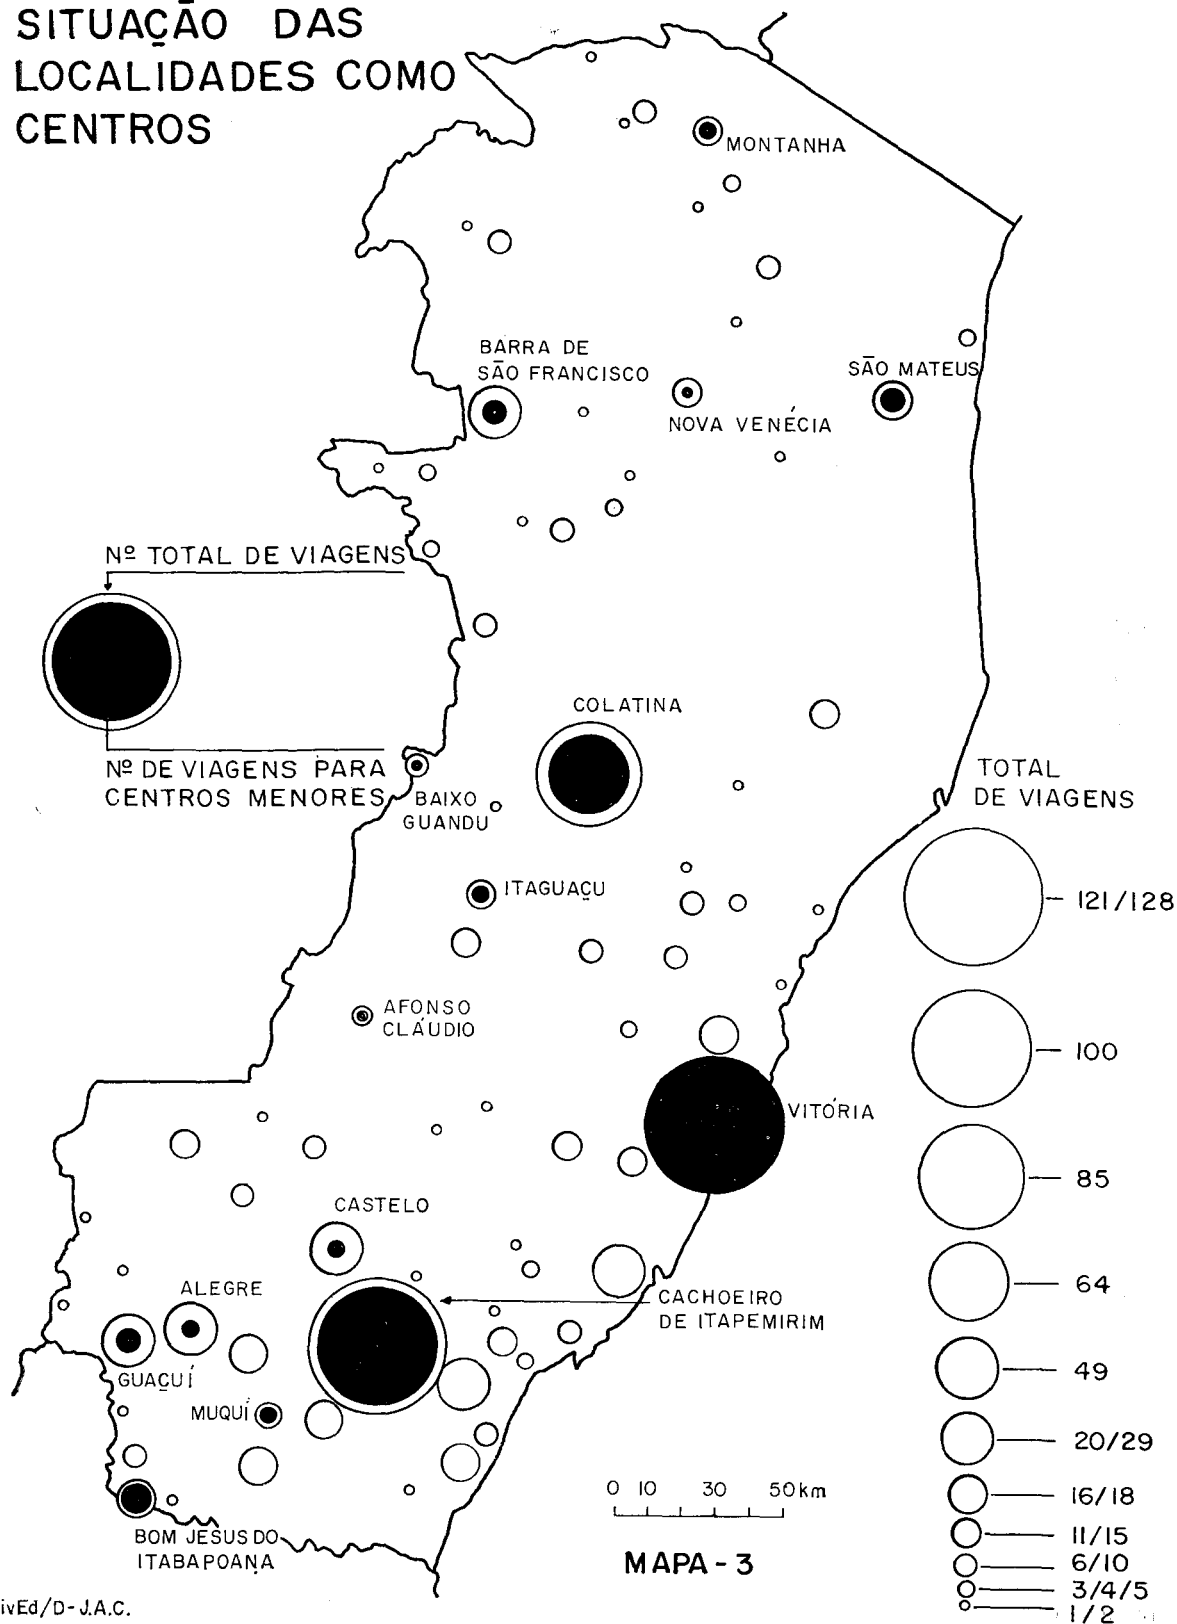 SITUAÇÃO DAS
LOCALIDADES COMO
CENTROS
MONTANHA
BARRA DE
SÃO FRANCISCO
SÃO MATEUS
NOVA VENÉCIA
Nº TOTAL DE VIAGENS
COLATINA
Nº DE VIAGENS PARA
CENTROS MENORES
BAIXO
GUANDU
TOTAL
DE VIAGENS
ITAGUAÇU
121/128
AFONSO
CLÁUDIO
100
VITÓRIA
85
CASTELO
64
ALEGRE
CACHOEIRO
DE ITAPEMIRIM
GUAÇUÍ
49
MUQUÍ
20/29
0 10 30 50km
16/18
11/15
BOM JESUS DO
ITABAPOANA
MAPA - 3
6/10
3/4/5
1/2
ivEd/D- J.A.C.